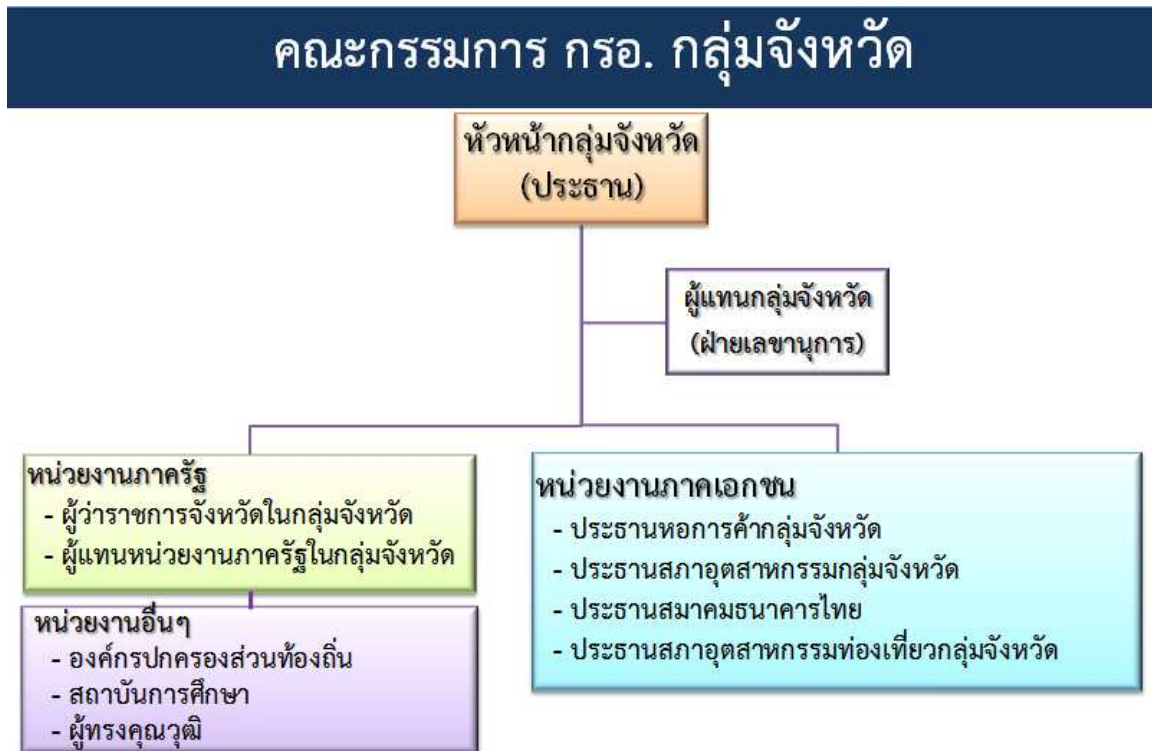 คณะกรรมการ กรอ. กลุ่มจังหวัด
หัวหน้ากลุ่มจังหวัด
(ประธาน)
ผู้แทนกลุ่มจังหวัด
(ฝ่ายเลขานุการ)
หน่วยงานภาครัฐ
- ผู้ว่าราชการจังหวัดในกลุ่มจังหวัด
- ผู้แทนหน่วยงานภาครัฐในกลุ่มจังหวัด
หน่วยงานอื่นๆ
- องค์กรปกครองส่วนท้องถิ่น
- สถาบันการศึกษา
- ผู้ทรงคุณวุฒิ
หน่วยงานภาคเอกชน
- ประธานหอการค้ากลุ่มจังหวัด
- ประธานสภาอุตสาหกรรมกลุ่มจังหวัด
- ประธานสมาคมธนาคารไทย
- ประธานสภาอุตสาหกรรมท่องเที่ยวกลุ่มจังหวัด